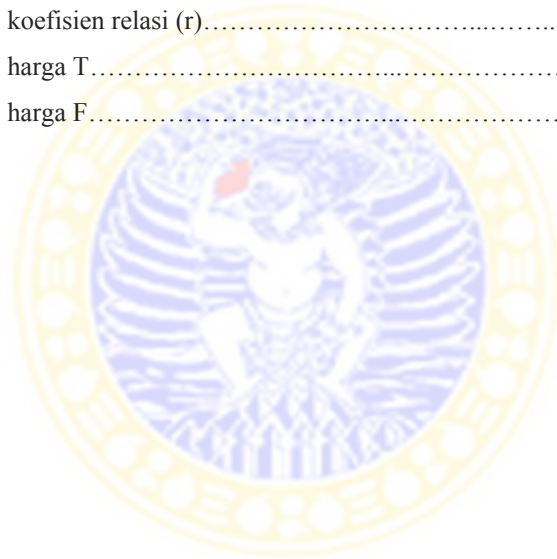 koefisien relasi (r)……………………………..……..
harga T……………………………...………………
harga F……………………………...………………